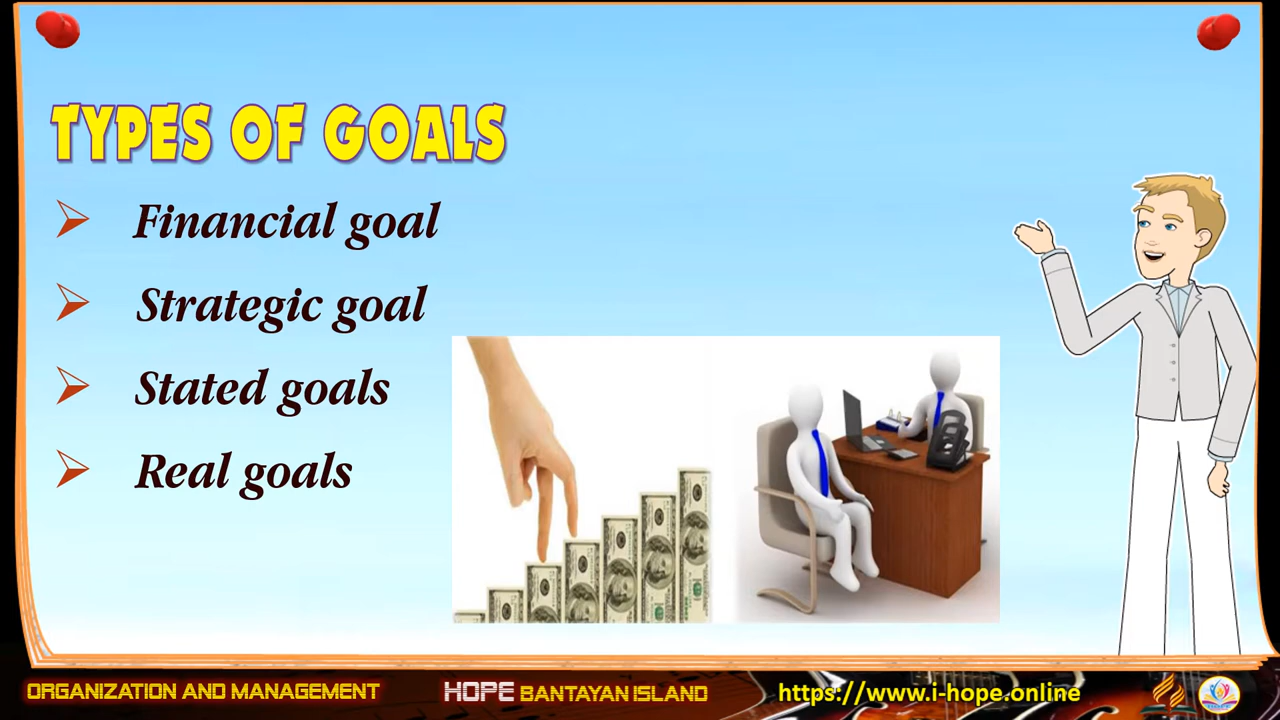 TYPES OF GOALS
Financial goal
Strategic goal
Stated goals
Real goals
ORGANIZATION AND MANAGEMENT
HOPE BANTAYAN ISLAND
https://www.i-hope.online